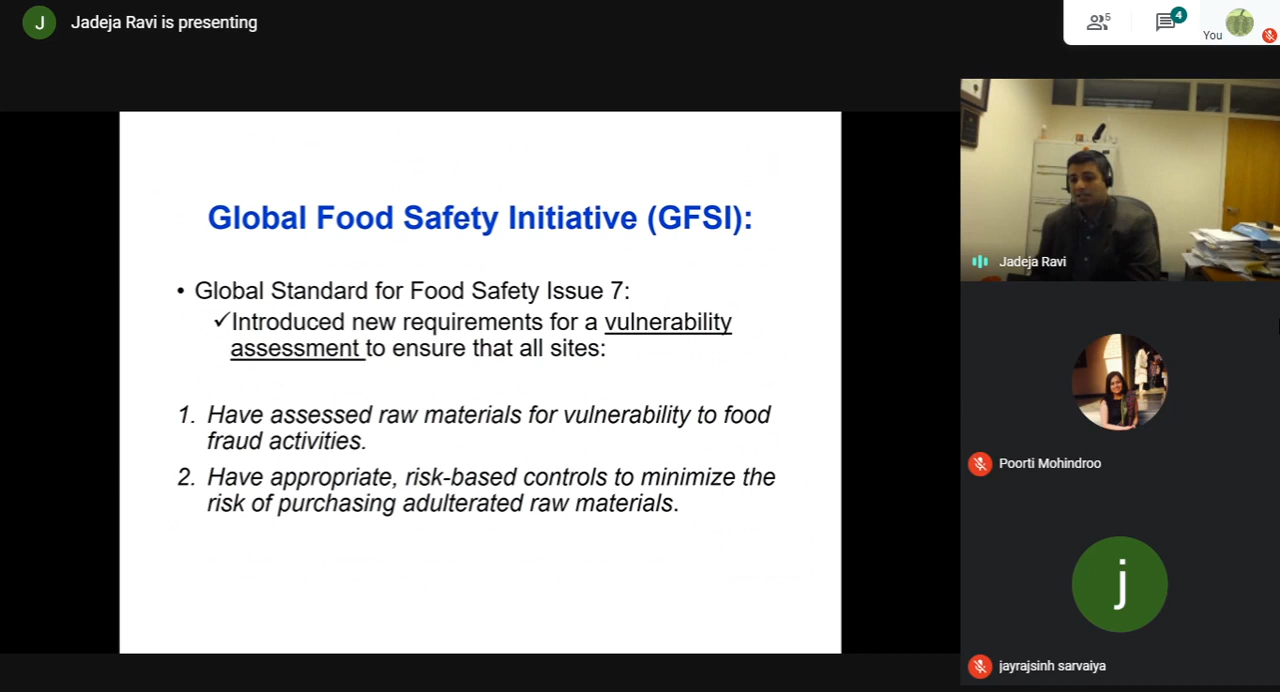 J
Jadeja Ravi is presenting
5
4
You
Global Food Safety Initiative (GFSI):
• Global Standard for Food Safety Issue 7:
✓Introduced new requirements for a vulnerability
assessment to ensure that all sites:
1. Have assessed raw materials for vulnerability to food
fraud activities.
2. Have appropriate, risk-based controls to minimize the
risk of purchasing adulterated raw materials.
Jadeja Ravi
Poorti Mohindroo
j
jayrajsinh sarvaiya